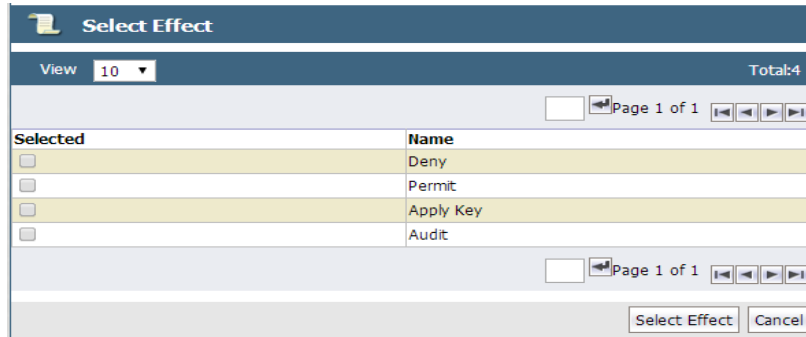 Select Effect
View 10 Total:4
Page 1 of 1
Selected Name
Deny
Permit
Apply Key
Audit
Page 1 of 1
Select Effect Cancel